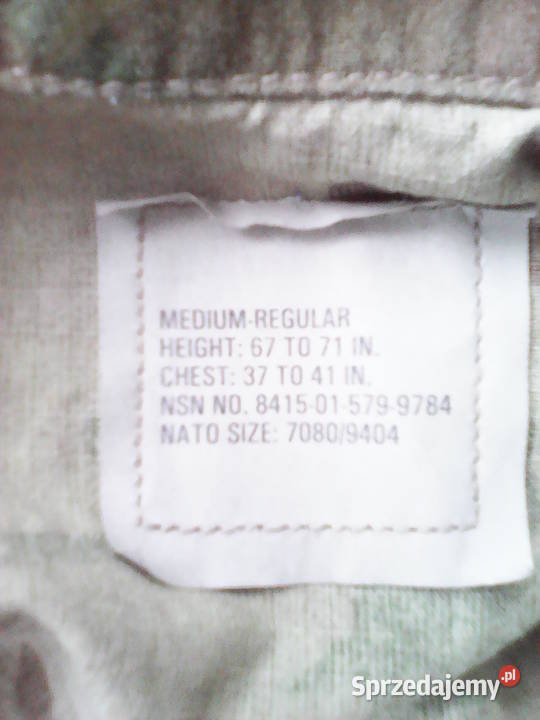 MEDIUM-REGULAR
HEIGHT: 67 TO 71 IN.
CHEST: 37 TO 41 IN.
NSN NO. 8415-01-579-9784
NATO SIZE: 7080/9404
Sprzedajemy.pl